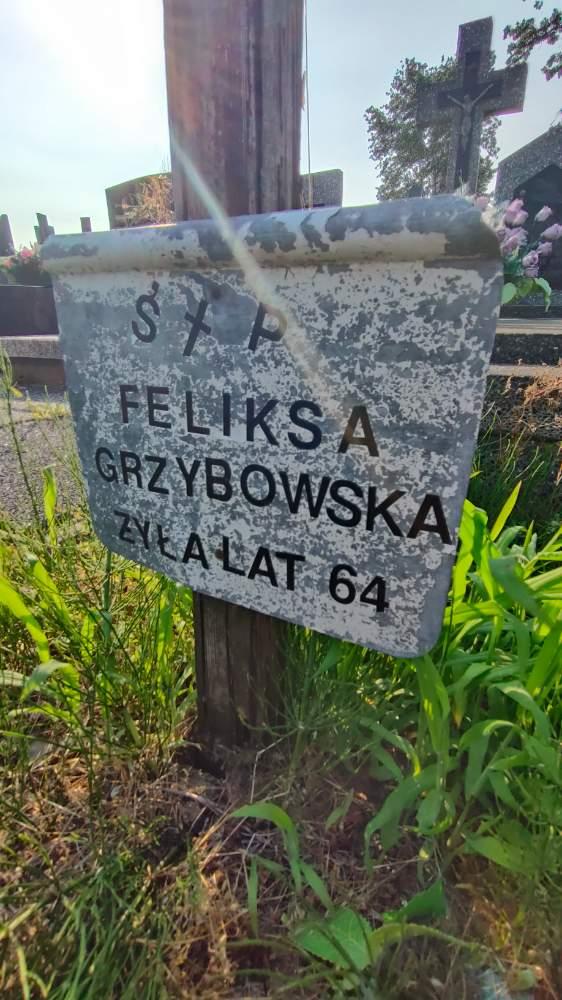 Ś † P
FELIKSA
GRZYBOWSKA
ŻYŁA LAT 64